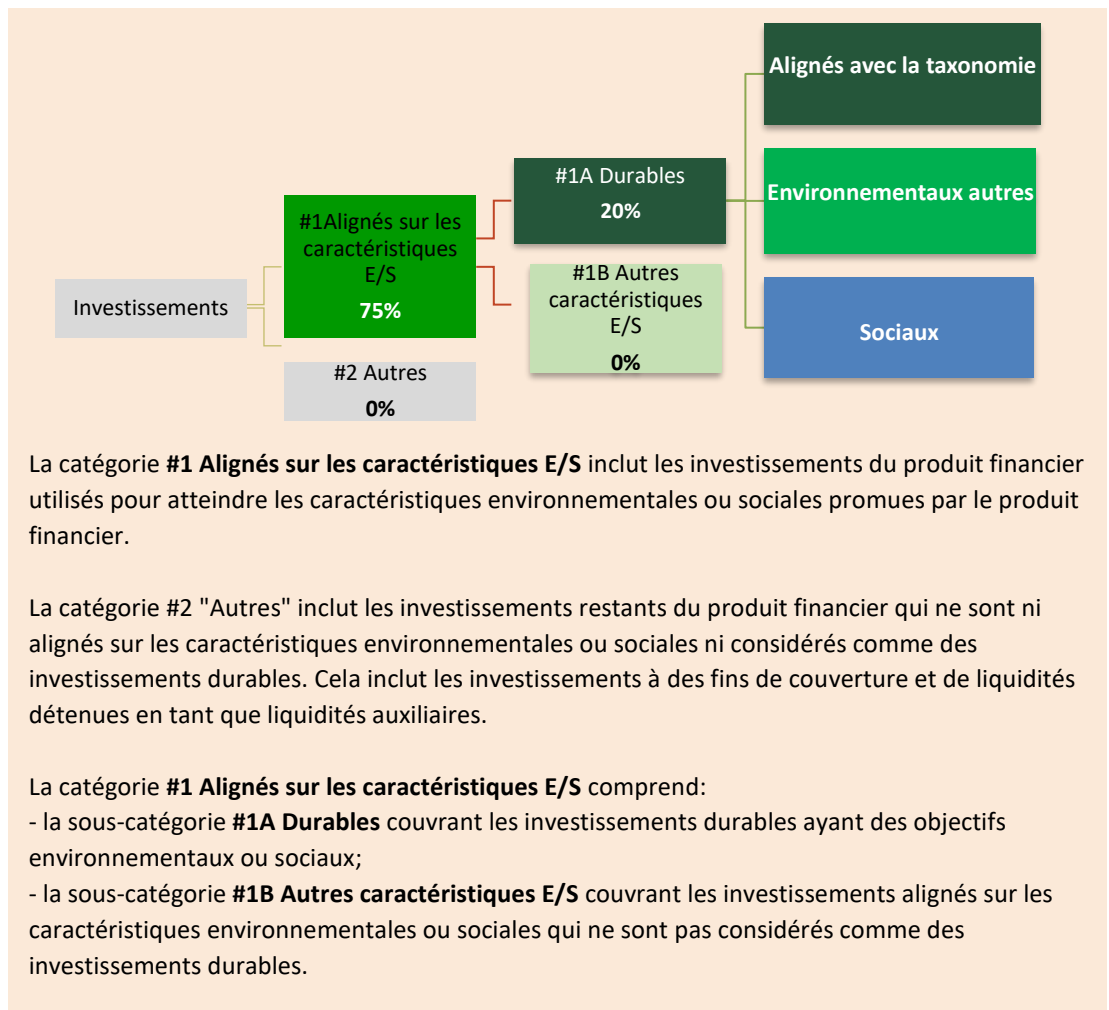 Alignés avec la taxonomie
#1A Durables
20%
Environnementaux autres
#1Alignés sur les
caractéristiques
E/S
75%
#1B Autres
caractéristiques
E/S
0%
Investissements
Sociaux
#2 Autres
0%
La catégorie #1 Alignés sur les caractéristiques E/S inclut les investissements du produit financier
utilisés pour atteindre les caractéristiques environnementales ou sociales promues par le produit
financier.
La catégorie #2 "Autres" inclut les investissements restants du produit financier qui ne sont ni
alignés sur les caractéristiques environnementales ou sociales ni considérés comme des
investissements durables. Cela inclut les investissements à des fins de couverture et de liquidités
détenues en tant que liquidités auxiliaires.
La catégorie #1 Alignés sur les caractéristiques E/S comprend:
- la sous-catégorie #1A Durables couvrant les investissements durables ayant des objectifs
environnementaux ou sociaux;
- la sous-catégorie #1B Autres caractéristiques E/S couvrant les investissements alignés sur les
caractéristiques environnementales ou sociales qui ne sont pas considérés comme des
investissements durables.